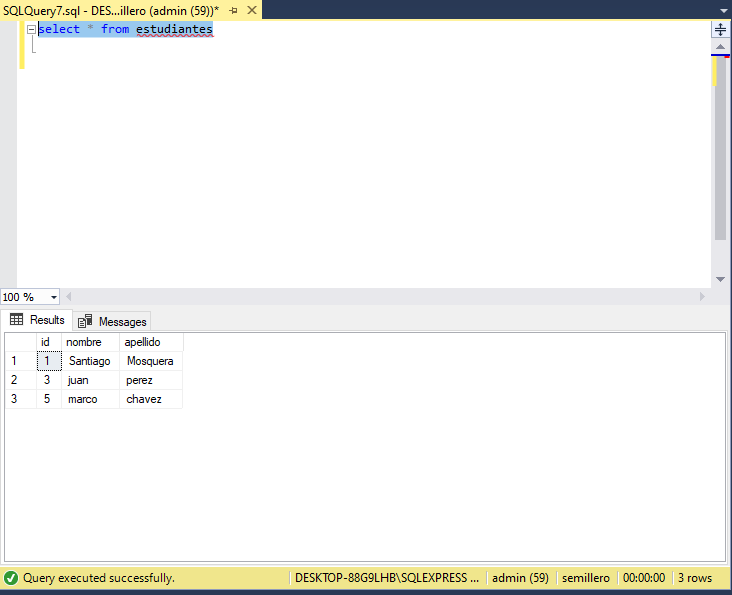 SQLQuery7.sql - DES...illero (admin (59))*
select * from estudiantes
100 %
Results Messages
id nombre apellido
1 1 Santiago Mosquera
2 3 juan perez
3 5 marco chavez
Query executed successfully. DESKTOP-88G9LHB\SQLEXPRESS ... admin (59) semillero 00:00:00 3 rows